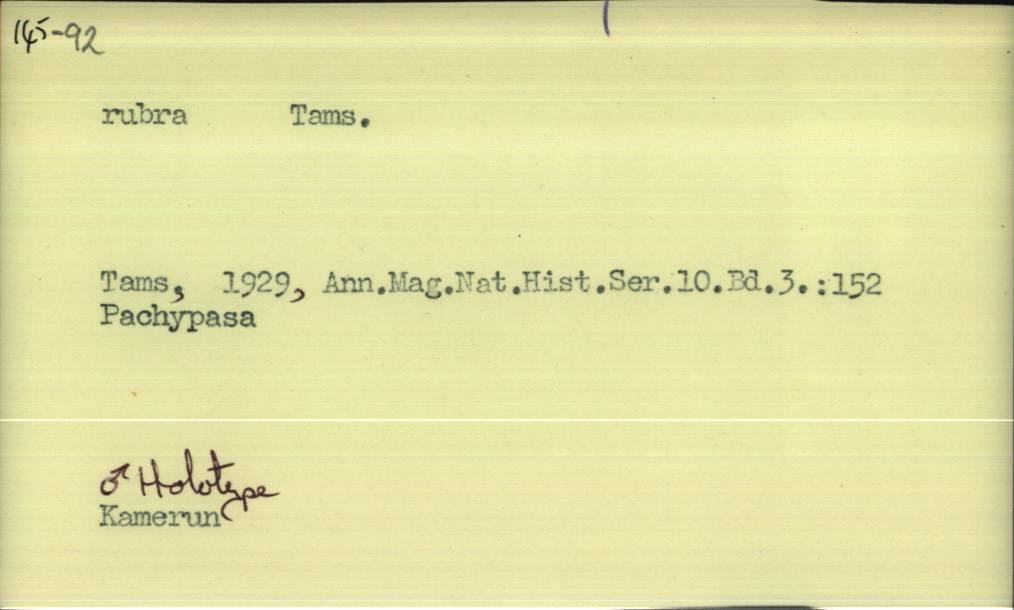 145-92
rubra Tams.
Tams, 1929, Ann.Mag.Nat.Hist.Ser.10.Bd.3.:152
Pachypasa
♂ Holotype
Kamerun